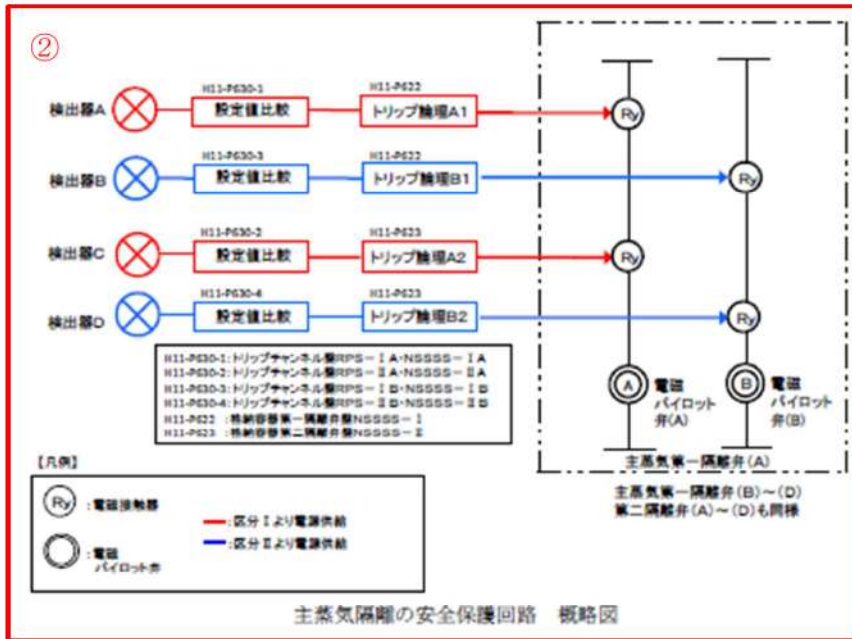 ②
H11-P630-1
H11-P622
検出器A
設定値比較
トリップ論理A1
Ry
H11-P630-3
H11-P622
検出器B
設定値比較
トリップ論理B1
Ry
H11-P630-2
H11-P623
検出器C
設定値比較
トリップ論理A2
Ry
H11-P630-4
H11-P623
検出器D
設定値比較
トリップ論理B2
Ry
H11-P630-1:トリップチャンネル盤RPS-ⅠA・NSSSS-ⅠA
H11-P630-2:トリップチャンネル盤RPS-ⅡA・NSSSS-ⅡA
H11-P630-3:トリップチャンネル盤RPS-ⅠB・NSSSS-ⅠB
H11-P630-4:トリップチャンネル盤RPS-ⅡB・NSSSS-ⅡB
H11-P622 :格納容器第一隔離弁盤NSSSS-Ⅰ
H11-P623 :格納容器第二隔離弁盤NSSSS-Ⅱ
A
電磁
パイロット
弁(A)
B
電磁
パイロット
弁(B)
主蒸気第一隔離弁(A)
主蒸気第一隔離弁(B)~(D)
第二隔離弁(A)~(D)も同様
【凡例】
Ry
:電磁接触器
:電磁
パイロット弁
:区分Ⅰより電源供給
:区分Ⅱより電源供給
主蒸気隔離の安全保護回路 概略図